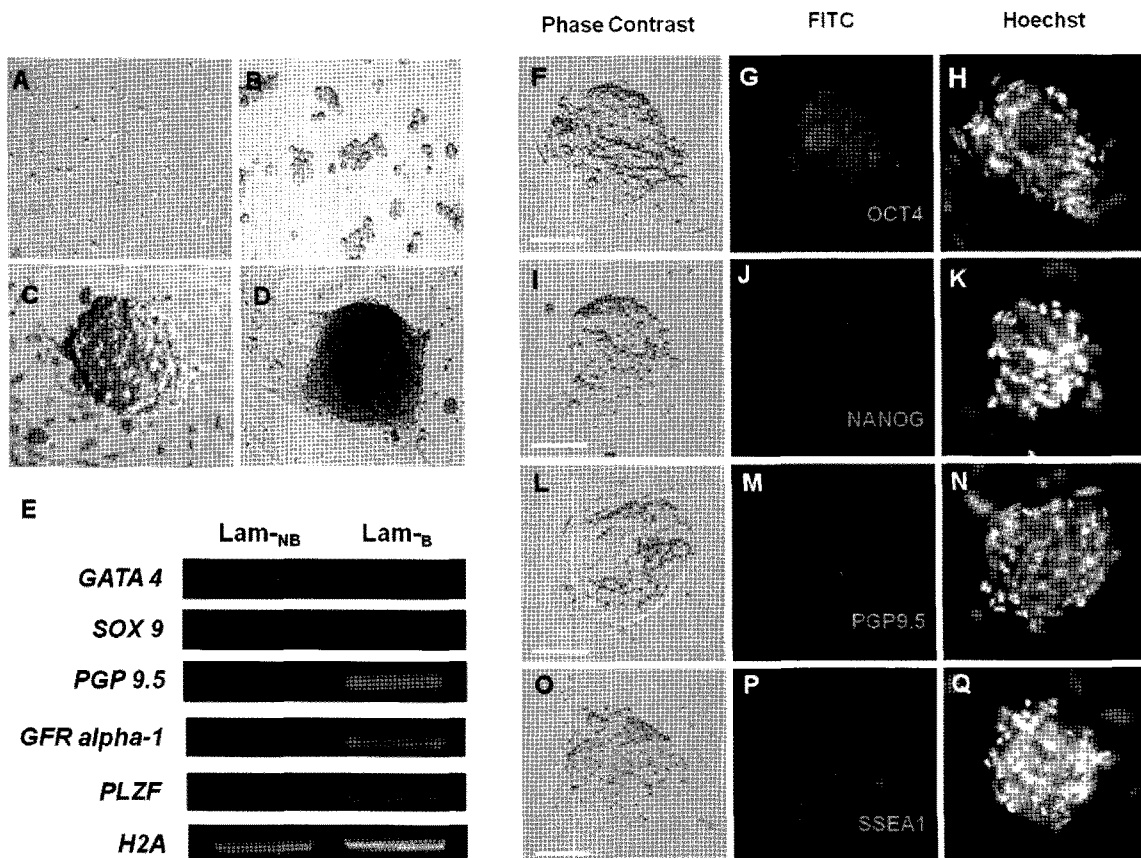 Phase Contrast FITC Hoechst
A B
C D
E
Lam-NB Lam-B
GATA 4
SOX 9
PGP 9.5
GFR alpha-1
PLZF
H2A
F G H
OCT4
I J K
NANOG
L M N
PGP9.5
O P Q
SSEA1